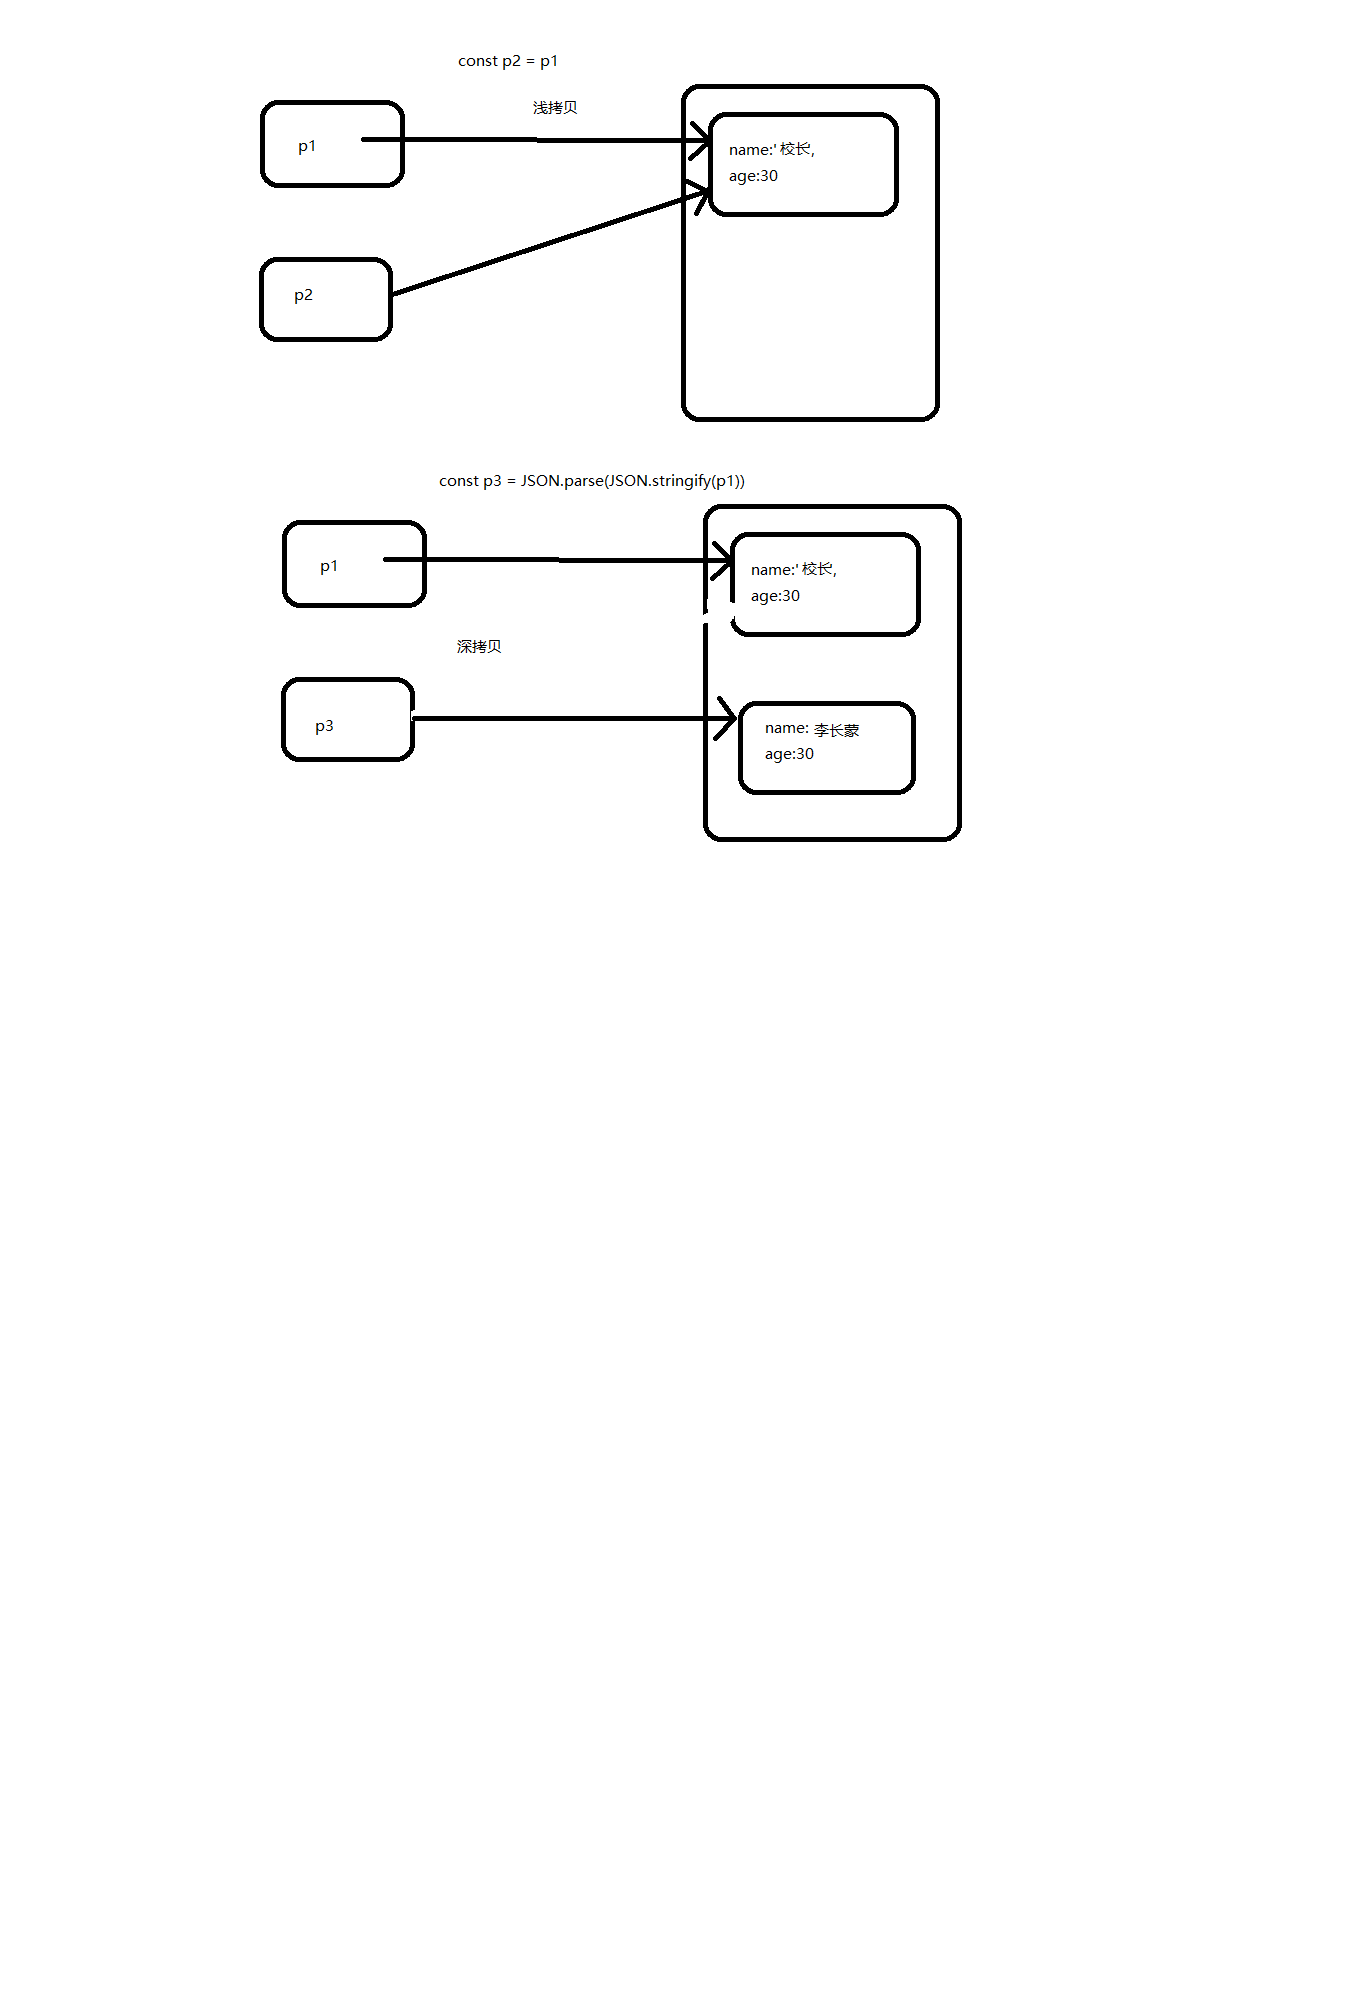 const p2 = p1
浅拷贝
p1
name:' 校长,
age:30
p2
const p3 = JSON.parse(JSON.stringify(p1))
p1
name:' 校长,
age:30
深拷贝
p3
name: 李长蒙
age:30